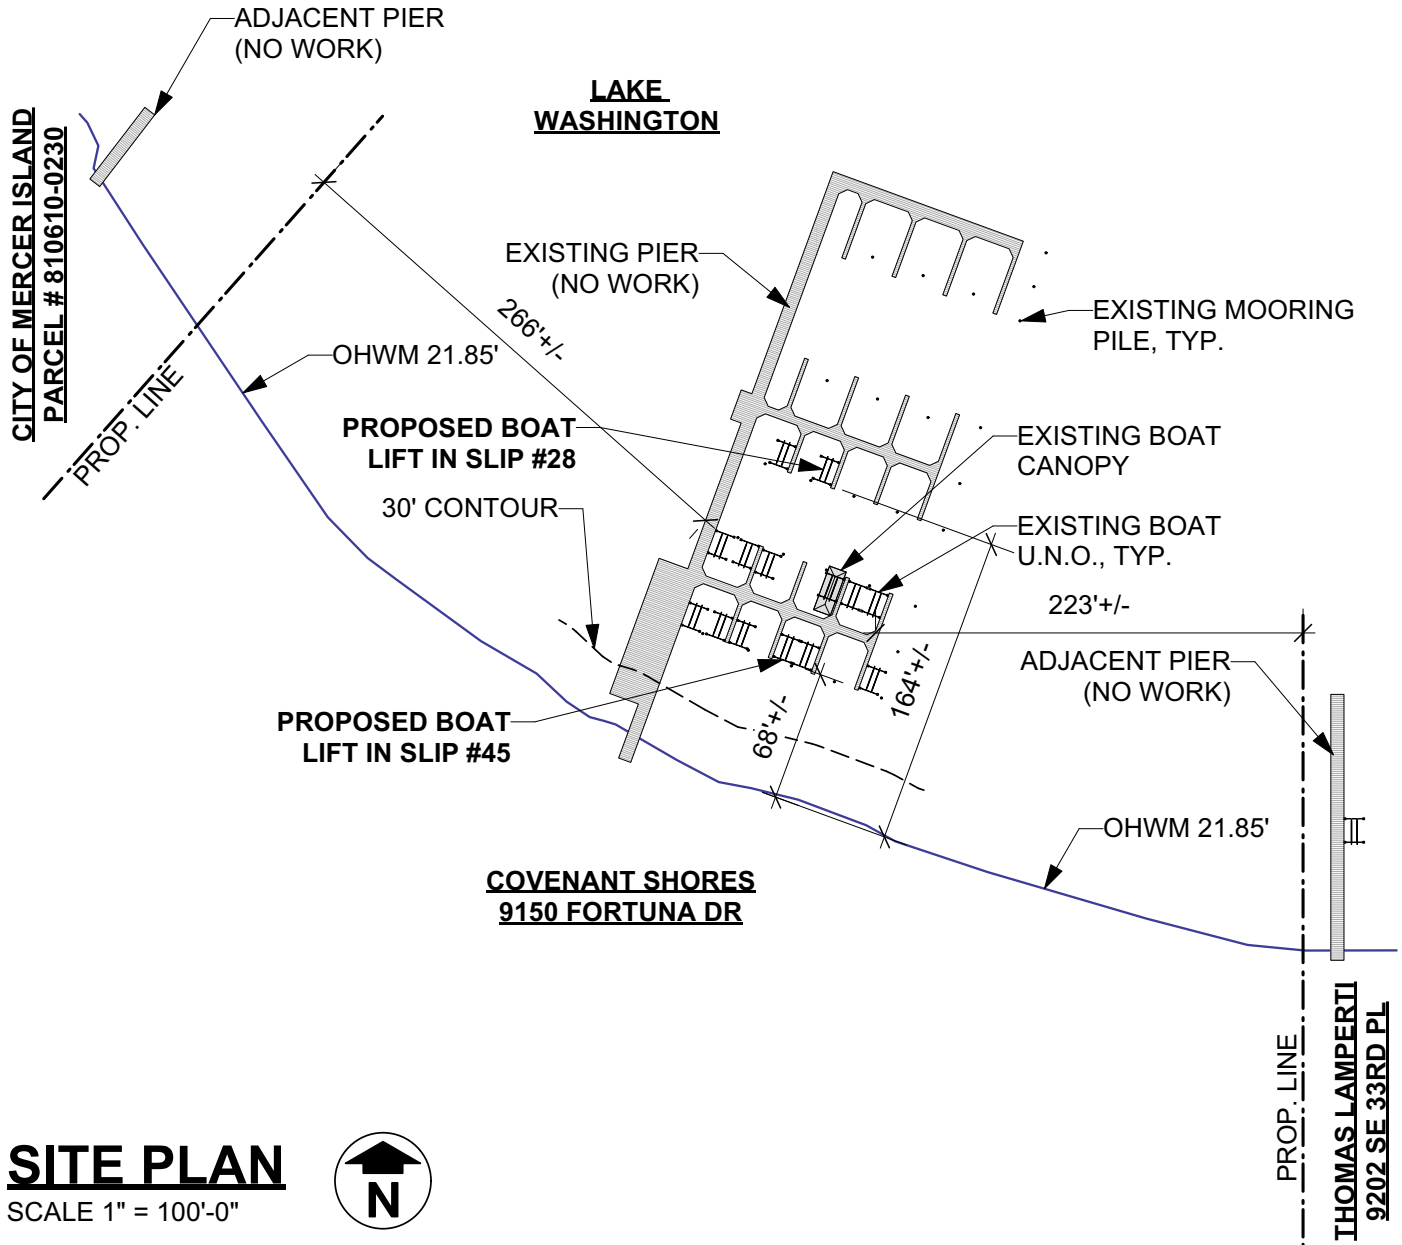 ADJACENT PIER
(NO WORK)
LAKE
WASHINGTON
CITY OF MERCER ISLAND
PARCEL # 810610-0230
EXISTING PIER
(NO WORK)
266'+/-
EXISTING MOORING
PILE, TYP.
OHWM 21.85'
PROP. LINE
PROPOSED BOAT
LIFT IN SLIP #28
EXISTING BOAT
CANOPY
30' CONTOUR
EXISTING BOAT
U.N.O., TYP.
223'+/-
ADJACENT PIER
(NO WORK)
164'+/-
68'+/-
PROPOSED BOAT
LIFT IN SLIP #45
OHWM 21.85'
COVENANT SHORES
9150 FORTUNA DR
PROP. LINE
THOMAS LAMPERTI
9202 SE 33RD PL
SITE PLAN
SCALE 1" = 100'-0"
N